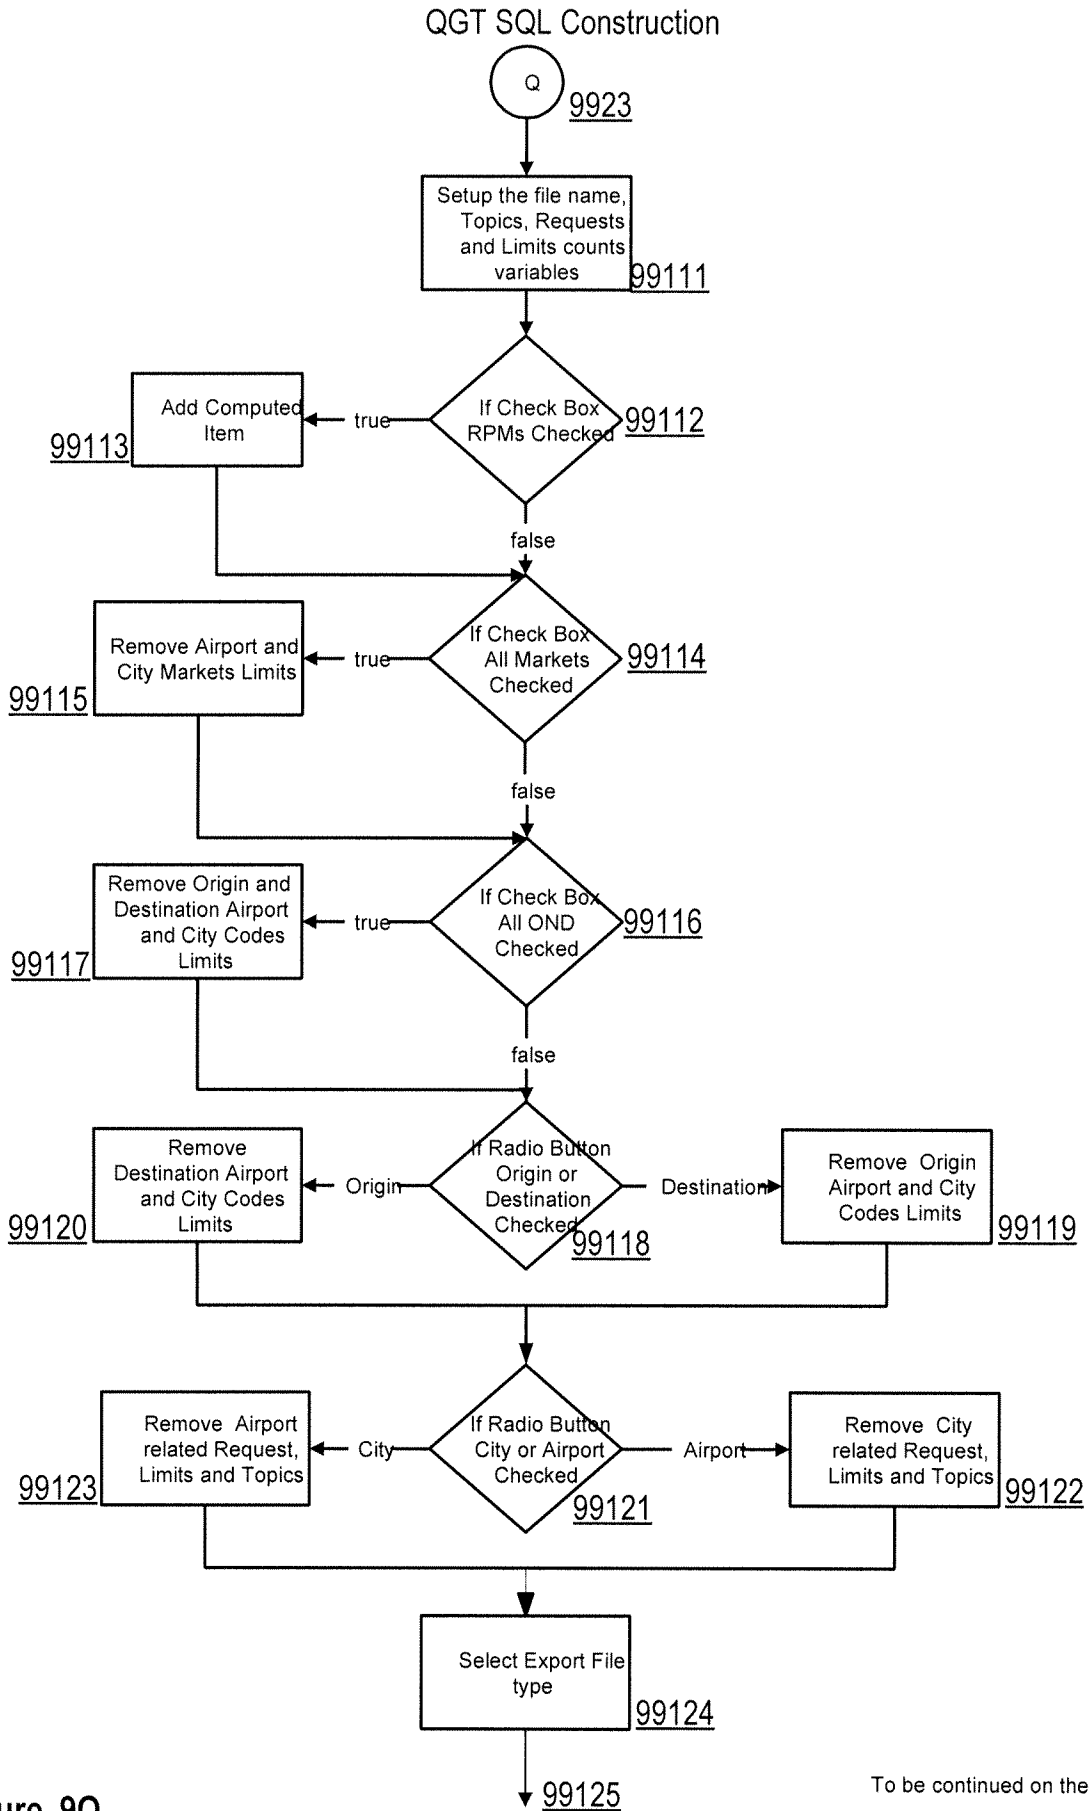 QGT SQL Construction
Q
9923
Setup the file name,
Topics, Requests
and Limits counts
variables
99111
If Check Box
RPMs Checked
99112
true
Add Computed
Item
99113
false
If Check Box
All Markets
Checked
99114
true
Remove Airport and
City Markets Limits
99115
false
If Check Box
All OND
Checked
99116
true
Remove Origin and
Destination Airport
and City Codes
Limits
99117
false
If Radio Button
Origin or
Destination
Checked
99118
Origin
Remove
Destination Airport
and City Codes
Limits
99120
Destination
Remove Origin
Airport and City
Codes Limits
99119
If Radio Button
City or Airport
Checked
99121
City
Remove Airport
related Request,
Limits and Topics
99123
Airport
Remove City
related Request,
Limits and Topics
99122
Select Export File
type
99124
99125
To be continued on the